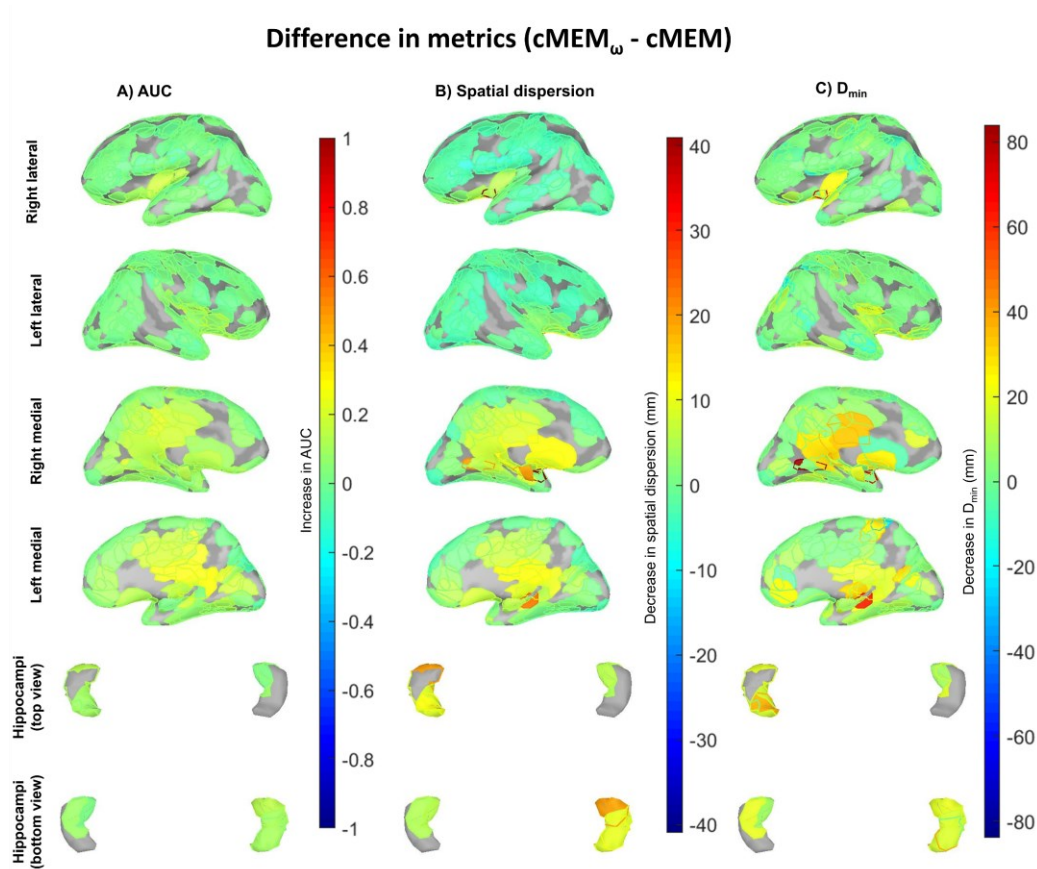 Difference in metrics (cMEMω - cMEM)
A) AUC
B) Spatial dispersion
C) Dmin
Right lateral
Left lateral
Right medial
Left medial
Hippocampi
(top view)
Hippocampi
(bottom view)
1
0.8
0.6
0.4
0.2
0
-0.2
-0.4
-0.6
-0.8
-1
Increase in AUC
40
30
20
10
0
-10
-20
-30
-40
Decrease in spatial dispersion (mm)
80
60
40
20
0
-20
-40
-60
-80
Decrease in Dmin (mm)